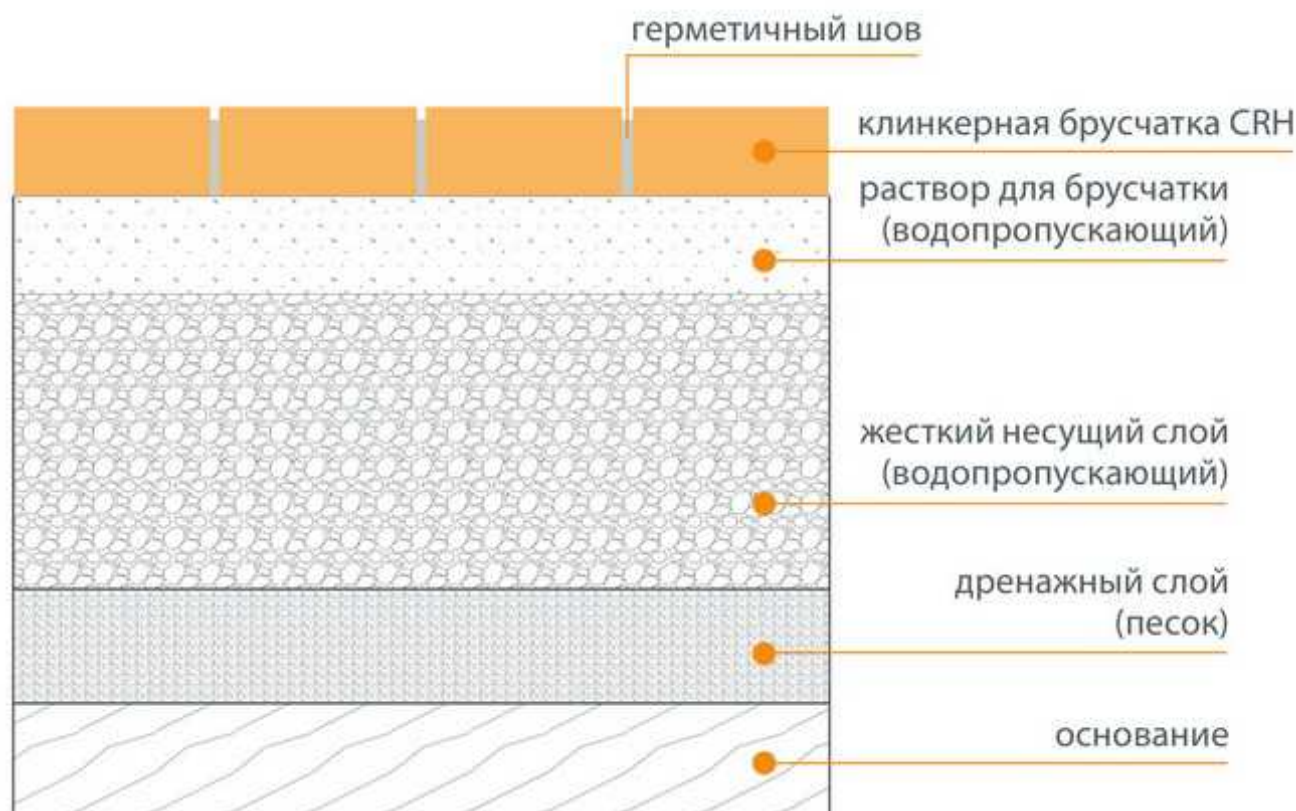 герметичный шов
клинкерная брусчатка CRH
раствор для брусчатки
(водопропускающий)
жесткий несущий слой
(водопропускающий)
дренажный слой
(песок)
основание